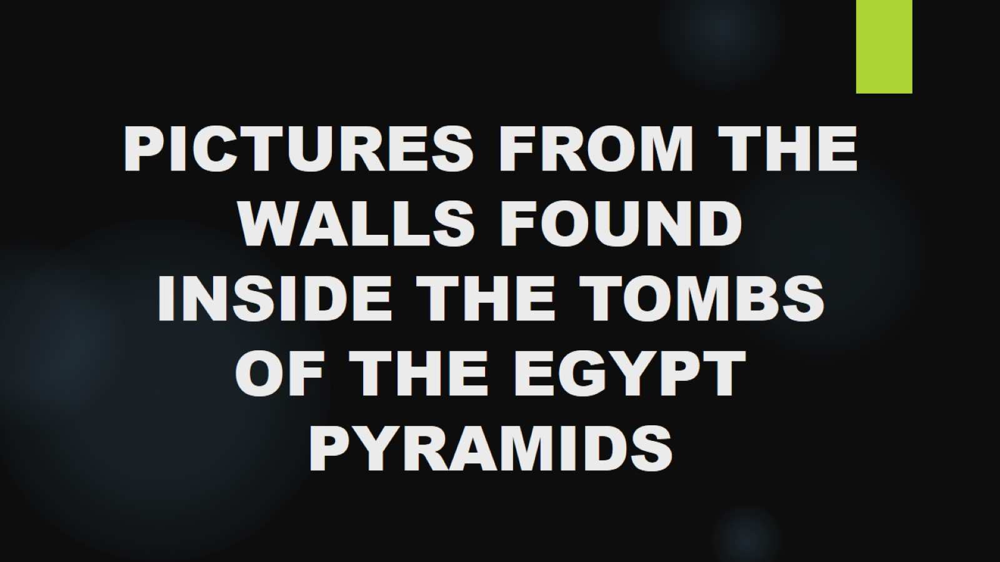 PICTURES FROM THE
WALLS FOUND
INSIDE THE TOMBS
OF THE EGYPT
PYRAMIDS